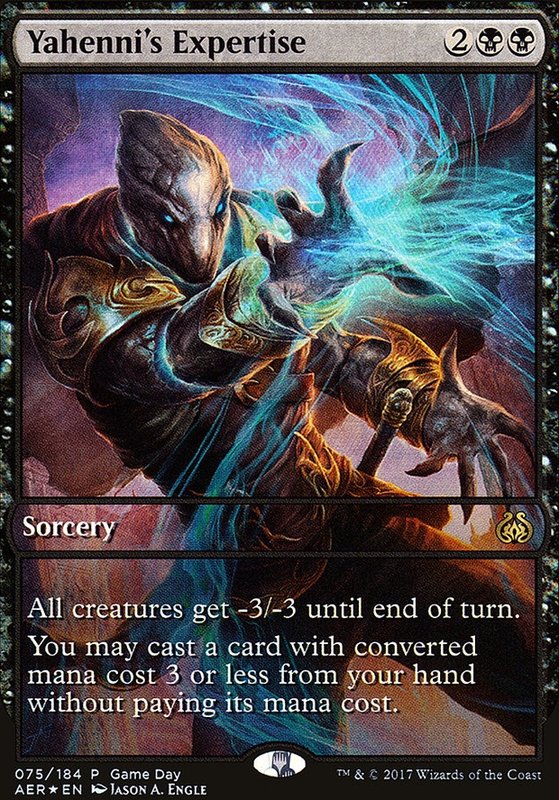 Yahenni's Expertise 2
Sorcery
All creatures get -3/-3 until end of turn.
You may cast a card with converted
mana cost 3 or less from your hand
without paying its mana cost.
075/184 P Game Day
AER★EN Jason A. Engle
™ & © 2017 Wizards of the Coast